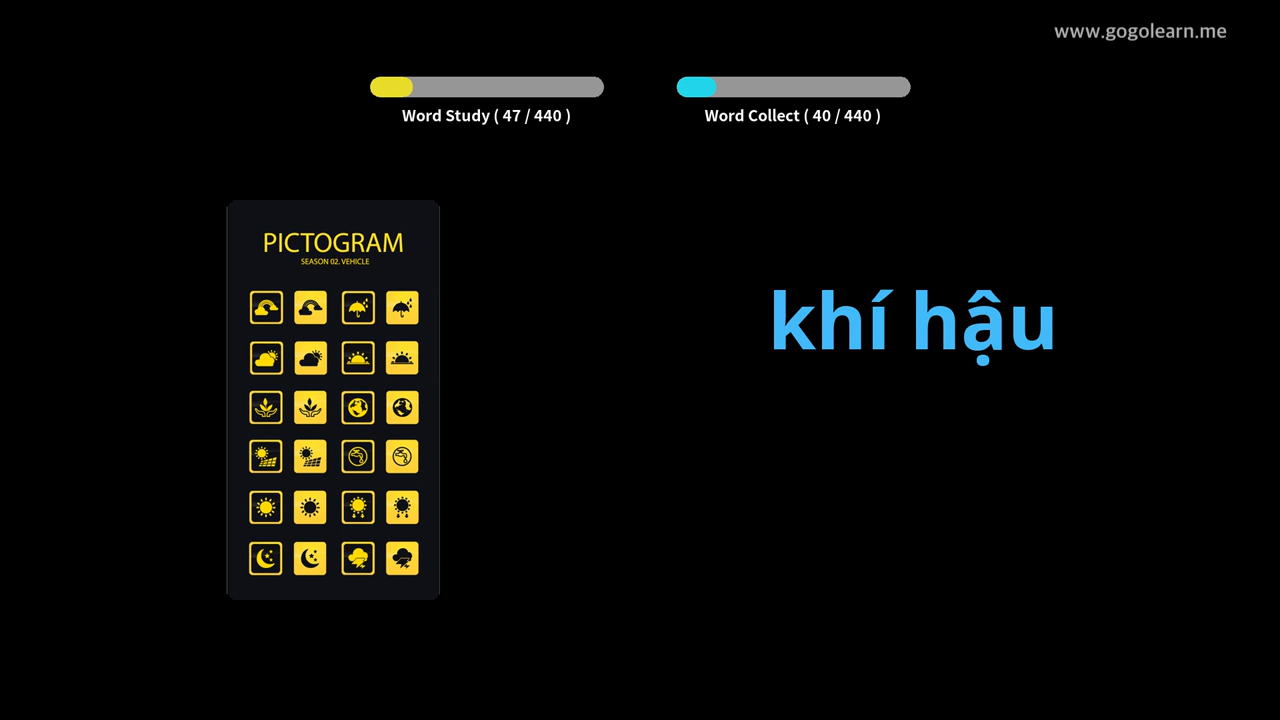 www.gogolearn.me
Word Study ( 47 / 440 )
Word Collect ( 40 / 440 )
PICTOGRAM
SEASON 02. VEHICLE
khí hậu